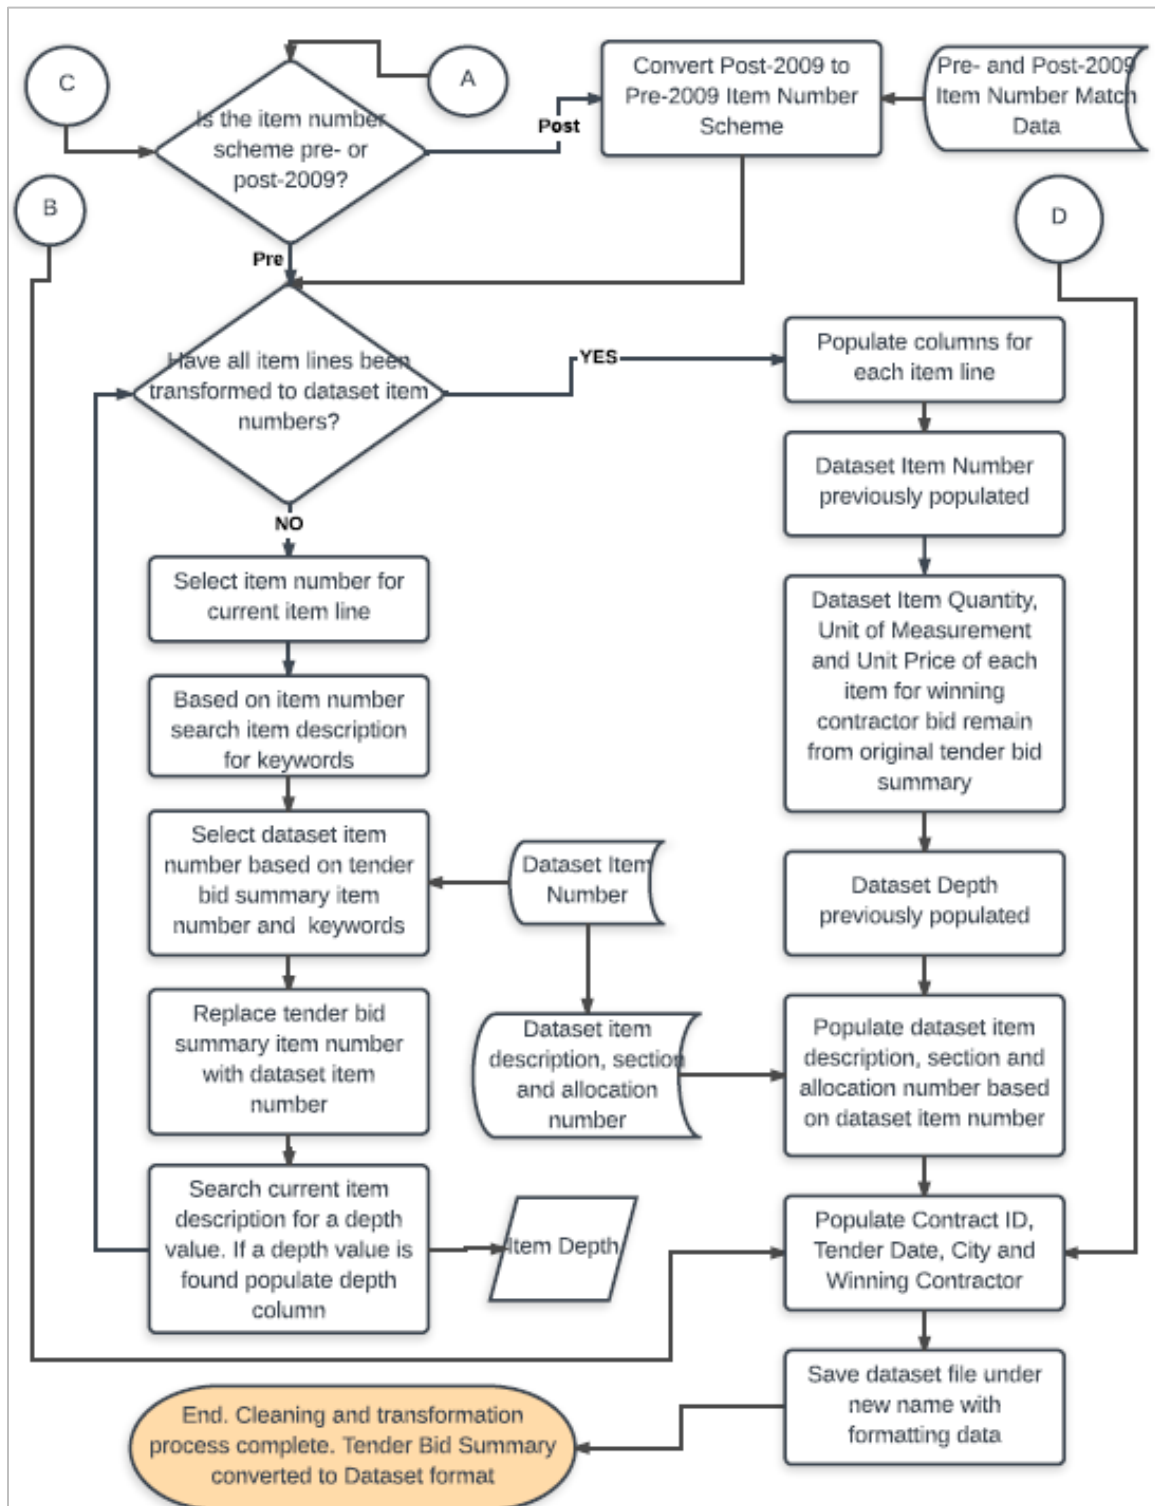 C
A
Is the item number
scheme pre- or
post-2009?
Post
Convert Post-2009 to
Pre-2009 Item Number
Scheme
Pre- and Post-2009
Item Number Match
Data
B
D
Pre
Have all item lines been
transformed to dataset item
numbers?
YES
Populate columns for
each item line
Dataset Item Number
previously populated
NO
Select item number for
current item line
Dataset Item Quantity,
Unit of Measurement
and Unit Price of each
item for winning
contractor bid remain
from original tender bid
summary
Based on item number
search item description
for keywords
Select dataset item
number based on tender
bid summary item
number and keywords
Dataset Item
Number
Dataset Depth
previously populated
Replace tender bid
summary item number
with dataset item
number
Dataset item
description, section
and allocation
number
Populate dataset item
description, section and
allocation number based
on dataset item number
Search current item
description for a depth
value. If a depth value is
found populate depth
column
Item Depth
Populate Contract ID,
Tender Date, City and
Winning Contractor
Save dataset file under
new name with
formatting data
End. Cleaning and transformation
process complete. Tender Bid Summary
converted to Dataset format